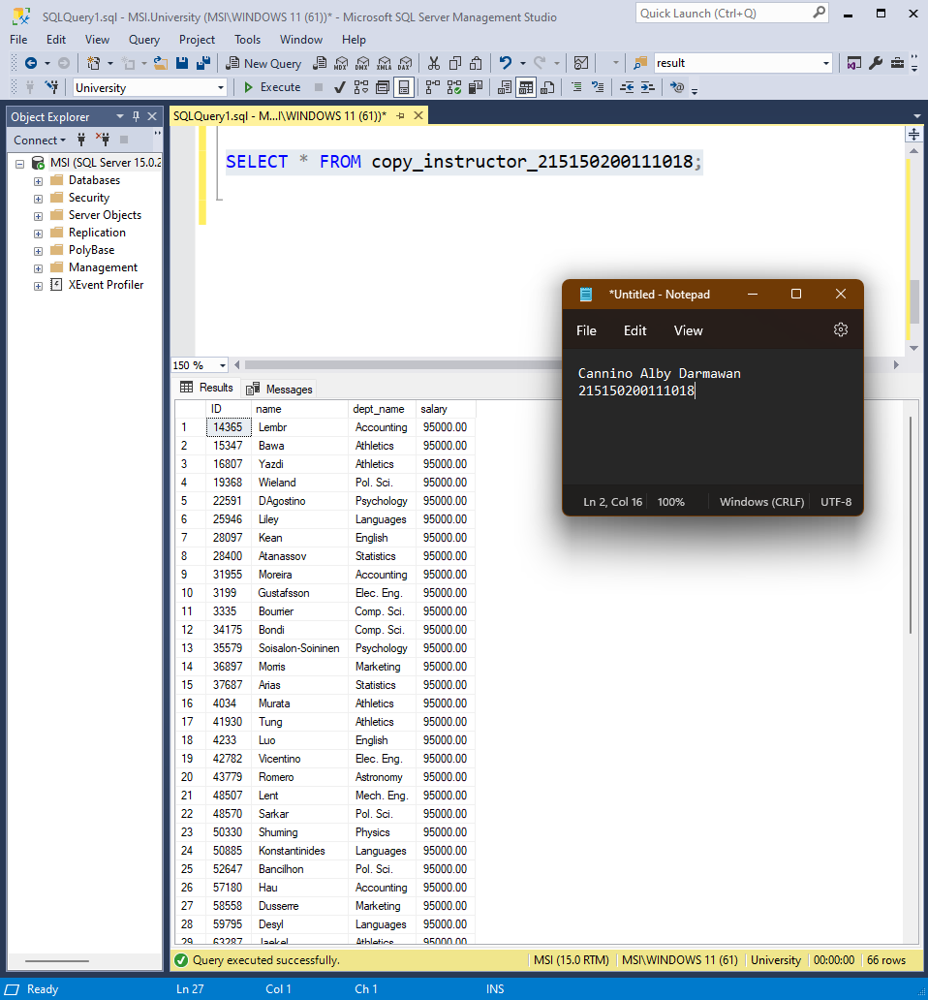 SQLQuery1.sql - MSI.University (MSI\WINDOWS 11 (61))* - Microsoft SQL Server Management Studio
Quick Launch (Ctrl+Q)
File Edit View Query Project Tools Window Help
New Query MDX DMX XMLA DAX result
University Execute
Object Explorer
Connect
MSI (SQL Server 15.0.2
Databases
Security
Server Objects
Replication
PolyBase
Management
XEvent Profiler
SQLQuery1.sql - M...I\WINDOWS 11 (61))*
SELECT * FROM copy_instructor_215150200111018;
*Untitled - Notepad
File Edit View
Cannino Alby Darmawan
215150200111018
Ln 2, Col 16 100% Windows (CRLF) UTF-8
150 %
Results Messages
ID name dept_name salary
1 14365 Lembr Accounting 95000.00
2 15347 Bawa Athletics 95000.00
3 16807 Yazdi Athletics 95000.00
4 19368 Wieland Pol. Sci. 95000.00
5 22591 DAgostino Psychology 95000.00
6 25946 Liley Languages 95000.00
7 28097 Kean English 95000.00
8 28400 Atanassov Statistics 95000.00
9 31955 Moreira Accounting 95000.00
10 3199 Gustafsson Elec. Eng. 95000.00
11 3335 Bourrier Comp. Sci. 95000.00
12 34175 Bondi Comp. Sci. 95000.00
13 35579 Soisalon-Soininen Psychology 95000.00
14 36897 Morris Marketing 95000.00
15 37687 Arias Statistics 95000.00
16 4034 Murata Athletics 95000.00
17 41930 Tung Athletics 95000.00
18 4233 Luo English 95000.00
19 42782 Vicentino Elec. Eng. 95000.00
20 43779 Romero Astronomy 95000.00
21 48507 Lent Mech. Eng. 95000.00
22 48570 Sarkar Pol. Sci. 95000.00
23 50330 Shuming Physics 95000.00
24 50885 Konstantinides Languages 95000.00
25 52647 Bancilhon Pol. Sci. 95000.00
26 57180 Hau Accounting 95000.00
27 58558 Dusserre Marketing 95000.00
28 59795 Desyl Languages 95000.00
29 63287 Jaekel Athletics 95000.00
Query executed successfully. MSI (15.0 RTM) MSI\WINDOWS 11 (61) University 00:00:00 66 rows
Ready Ln 27 Col 1 Ch 1 INS